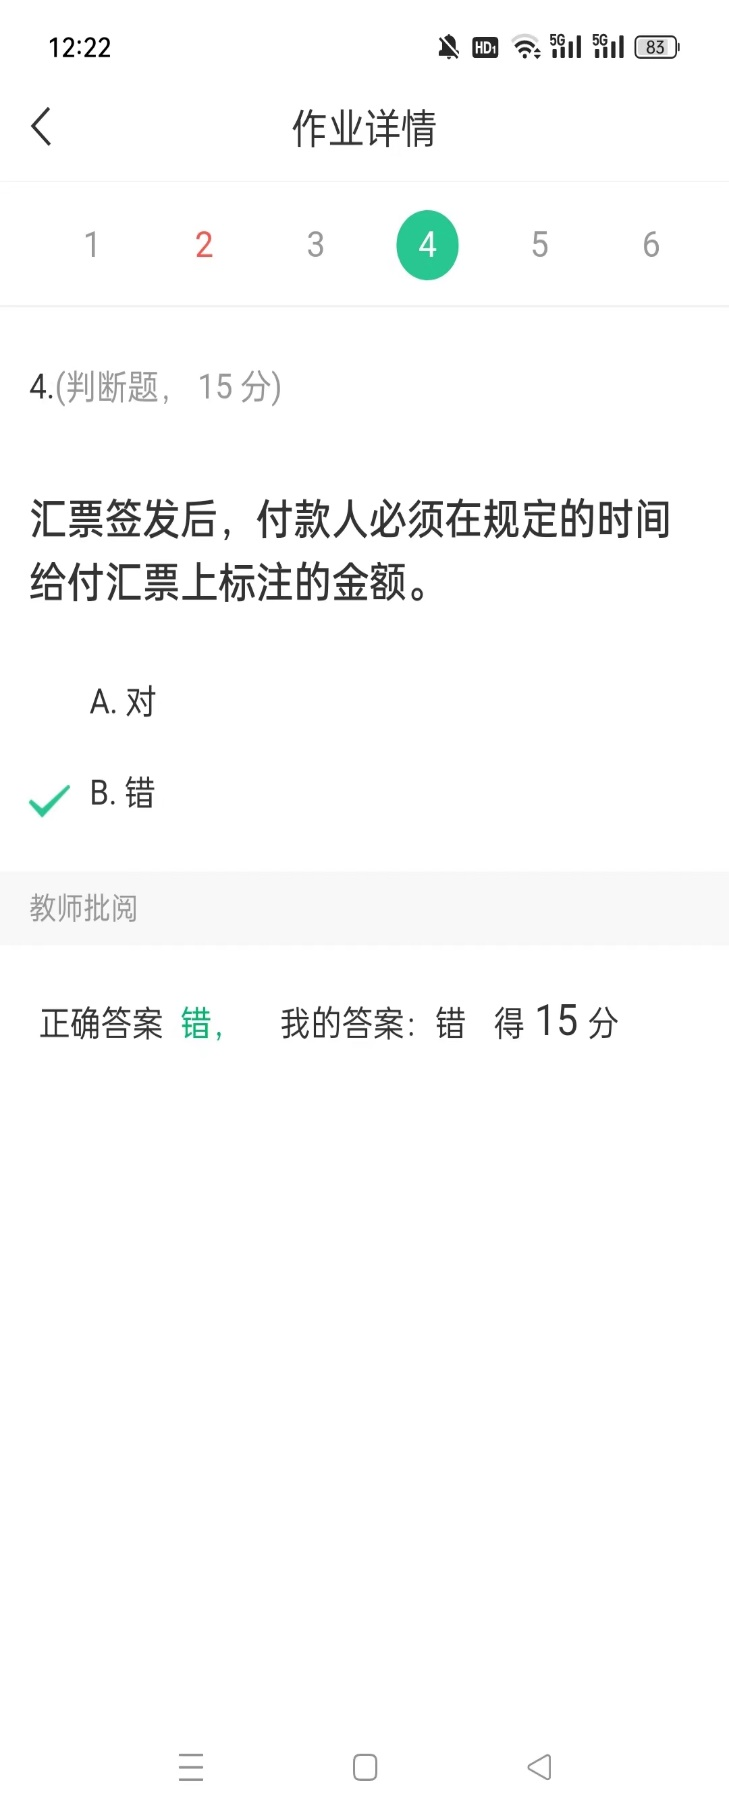 12:22
HD1 5G 5G 83
作业详情
1 2 3 4 5 6
4.(判断题， 15 分)
汇票签发后，付款人必须在规定的时间
给付汇票上标注的金额。
A. 对
B. 错
教师批阅
正确答案 错， 我的答案：错 得 15 分